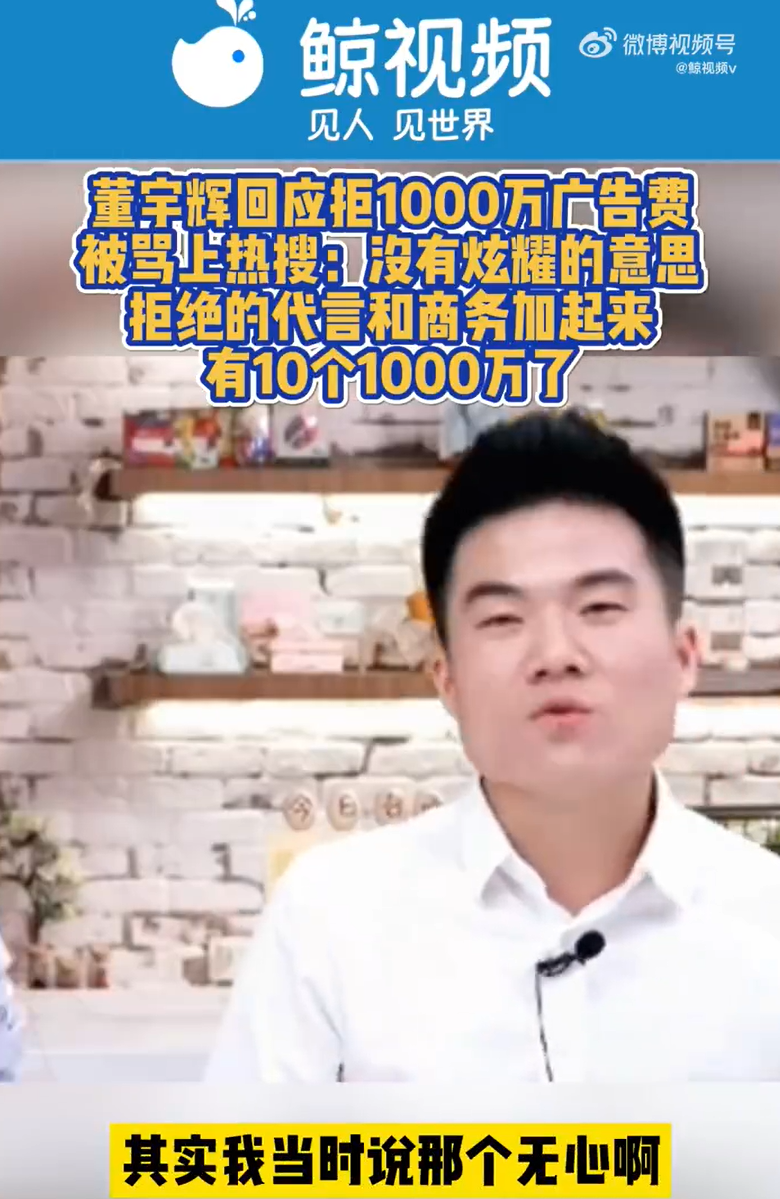 鲸视频
见人 见世界
微博视频号
@鲸视频v
董宇辉回应拒1000万广告费
被骂上热搜：没有炫耀的意思
拒绝的代言和商务加起来
有10个1000万了
今日
其实我当时说那个无心啊